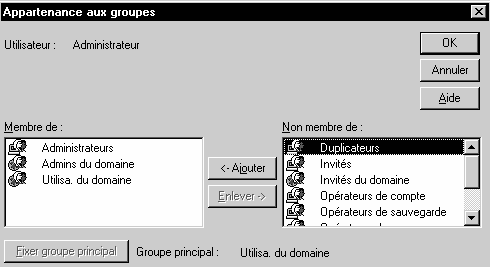 Appartenance aux groupes
Utilisateur : Administrateur
OK
Annuler
Aide
Membre de :
Administrateurs
Admins du domaine
Utilisa. du domaine
<- Ajouter
Enlever ->
Non membre de :
Duplicateurs
Invités
Invités du domaine
Opérateurs de compte
Opérateurs de sauvegarde
Fixer groupe principal
Groupe principal : Utilisa. du domaine